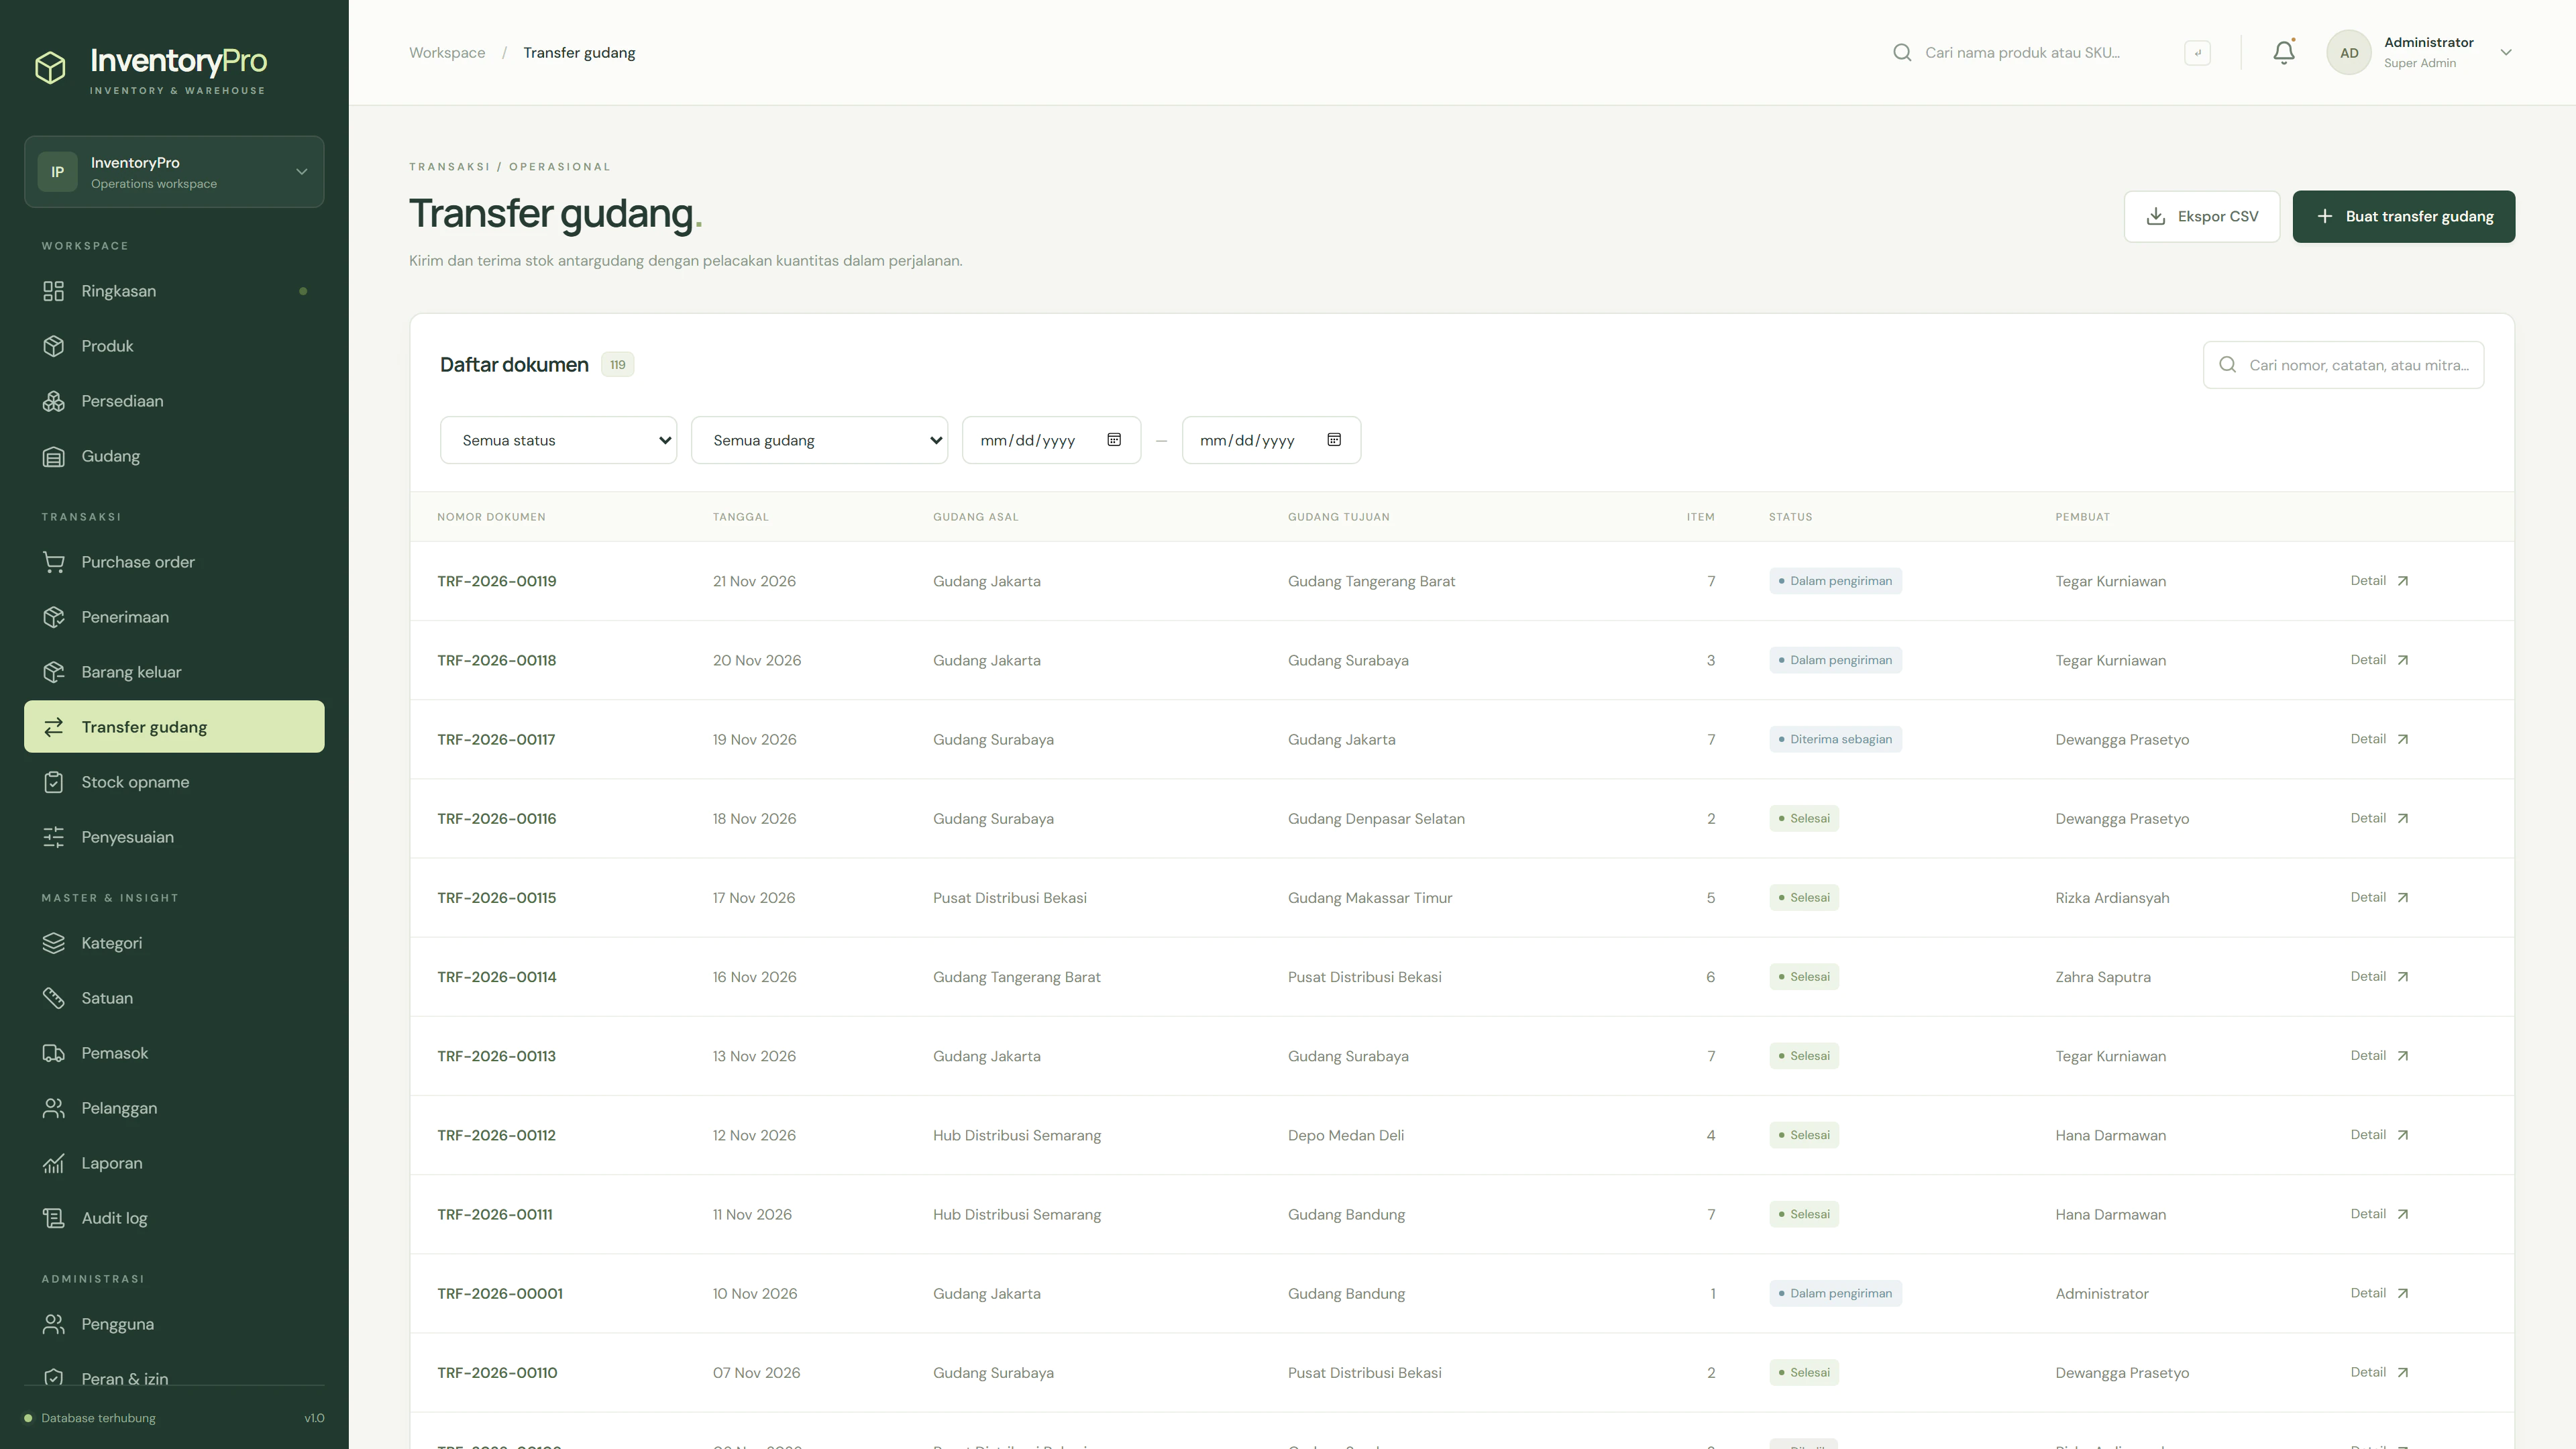 InventoryPro
INVENTORY & WAREHOUSE
IP
InventoryPro
Operations workspace
WORKSPACE
Ringkasan
Produk
Persediaan
Gudang
TRANSAKSI
Purchase order
Penerimaan
Barang keluar
Transfer gudang
Stock opname
Penyesuaian
MASTER & INSIGHT
Kategori
Satuan
Pemasok
Pelanggan
Laporan
Audit log
ADMINISTRASI
Pengguna
Peran & izin
Database terhubung v1.0
Workspace / Transfer gudang
Cari nama produk atau SKU...
AD
Administrator
Super Admin
TRANSAKSI / OPERASIONAL
Transfer gudang.
Kirim dan terima stok antargudang dengan pelacakan kuantitas dalam perjalanan.
Ekspor CSV
Buat transfer gudang
Daftar dokumen 119
Cari nomor, catatan, atau mitra...
Semua status Semua gudang mm/dd/yyyy — mm/dd/yyyy
NOMOR DOKUMEN TANGGAL GUDANG ASAL GUDANG TUJUAN ITEM STATUS PEMBUAT
TRF-2026-00119 21 Nov 2026 Gudang Jakarta Gudang Tangerang Barat 7 Dalam pengiriman Tegar Kurniawan Detail
TRF-2026-00118 20 Nov 2026 Gudang Jakarta Gudang Surabaya 3 Dalam pengiriman Tegar Kurniawan Detail
TRF-2026-00117 19 Nov 2026 Gudang Surabaya Gudang Jakarta 7 Diterima sebagian Dewangga Prasetyo Detail
TRF-2026-00116 18 Nov 2026 Gudang Surabaya Gudang Denpasar Selatan 2 Selesai Dewangga Prasetyo Detail
TRF-2026-00115 17 Nov 2026 Pusat Distribusi Bekasi Gudang Makassar Timur 5 Selesai Rizka Ardiansyah Detail
TRF-2026-00114 16 Nov 2026 Gudang Tangerang Barat Pusat Distribusi Bekasi 6 Selesai Zahra Saputra Detail
TRF-2026-00113 13 Nov 2026 Gudang Jakarta Gudang Surabaya 7 Selesai Tegar Kurniawan Detail
TRF-2026-00112 12 Nov 2026 Hub Distribusi Semarang Depo Medan Deli 4 Selesai Hana Darmawan Detail
TRF-2026-00111 11 Nov 2026 Hub Distribusi Semarang Gudang Bandung 7 Selesai Hana Darmawan Detail
TRF-2026-00001 10 Nov 2026 Gudang Jakarta Gudang Bandung 1 Dalam pengiriman Administrator Detail
TRF-2026-00110 07 Nov 2026 Gudang Surabaya Pusat Distribusi Bekasi 2 Selesai Dewangga Prasetyo Detail